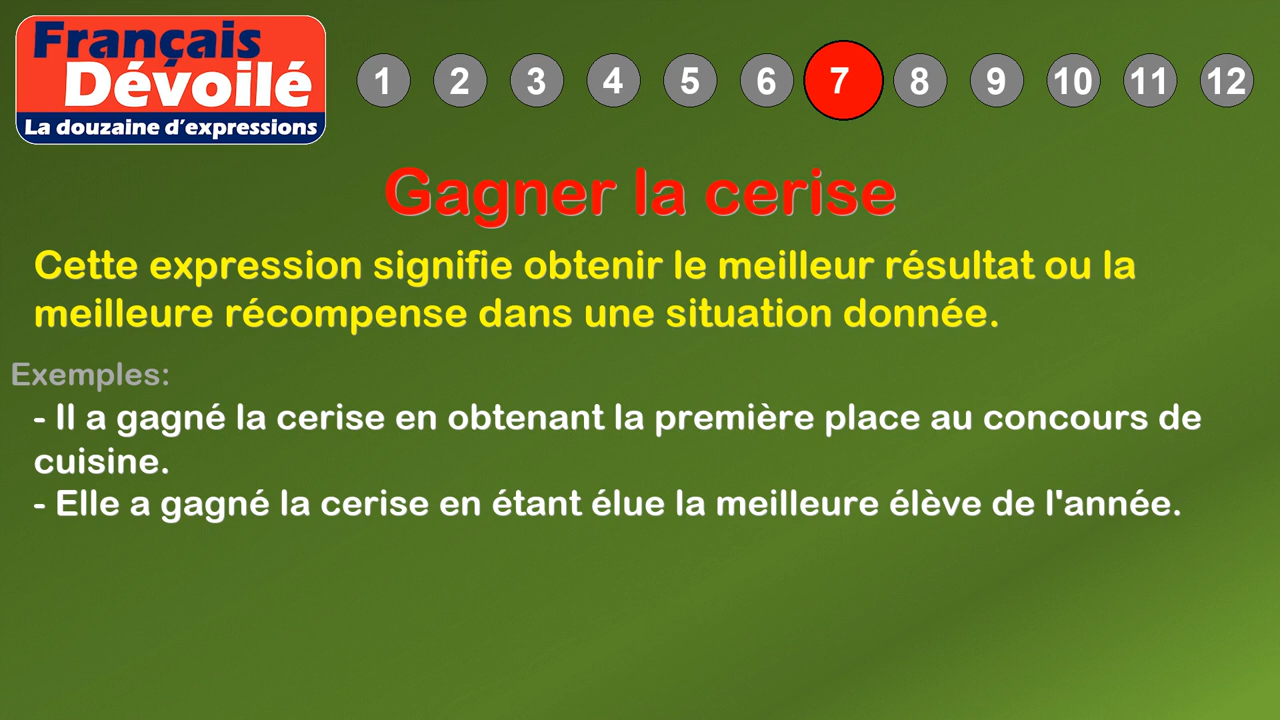 Français
Dévoilé
La douzaine d'expressions
1 2 3 4 5 6 7 8 9 10 11 12
Gagner la cerise
Cette expression signifie obtenir le meilleur résultat ou la
meilleure récompense dans une situation donnée.
Exemples:
- Il a gagné la cerise en obtenant la première place au concours de
cuisine.
- Elle a gagné la cerise en étant élue la meilleure élève de l'année.